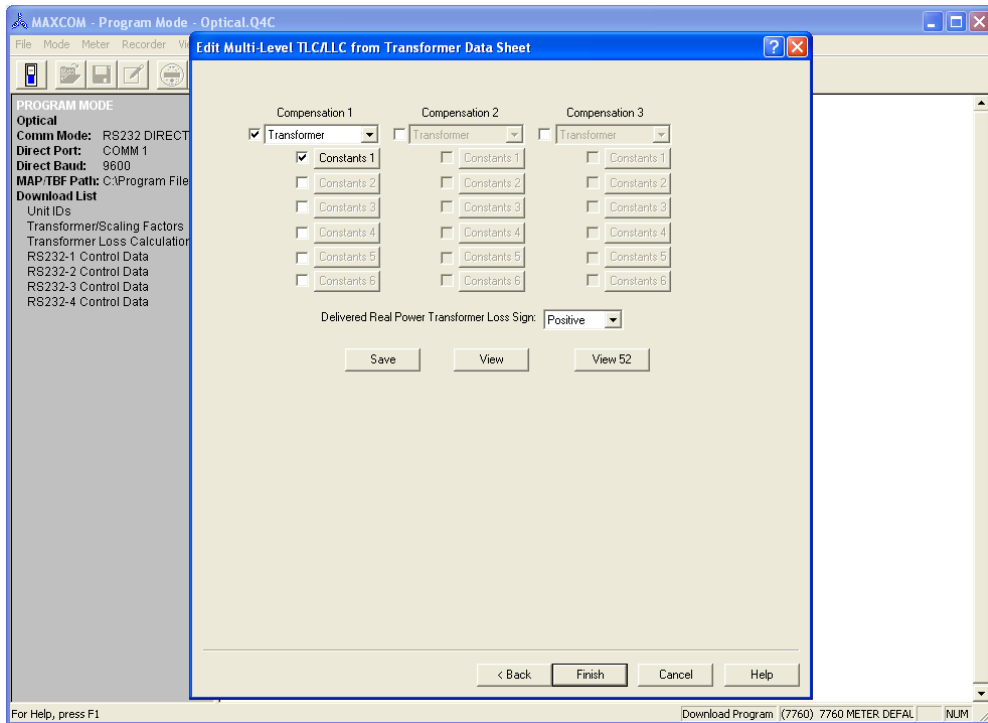 MAXCOM - Program Mode - Optical.Q4C
File Mode Meter Recorder Vi
Edit Multi-Level TLC/LLC from Transformer Data Sheet
PROGRAM MODE
Optical
Comm Mode: RS232 DIRECT
Direct Port: COMM 1
Direct Baud: 9600
MAP/TBF Path: C:\Program File
Download List
Unit IDs
Transformer/Scaling Factors
Transformer Loss Calculation
RS232-1 Control Data
RS232-2 Control Data
RS232-3 Control Data
RS232-4 Control Data
Compensation 1 Compensation 2 Compensation 3
Transformer Transformer Transformer
Constants 1 Constants 1 Constants 1
Constants 2 Constants 2 Constants 2
Constants 3 Constants 3 Constants 3
Constants 4 Constants 4 Constants 4
Constants 5 Constants 5 Constants 5
Constants 6 Constants 6 Constants 6
Delivered Real Power Transformer Loss Sign: Positive
Save View View 52
< Back Finish Cancel Help
For Help, press F1
Download Program (7760) 7760 METER DEFAL NUM